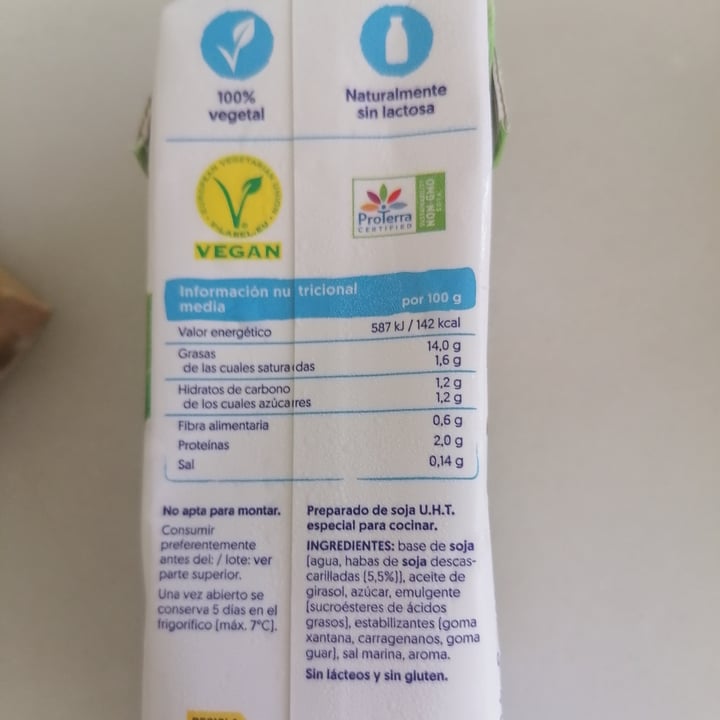 100%
vegetal
Naturalmente
sin lactosa
EUROPEAN VEGETARIAN UNION
VEGAN
ProTerra
CERTIFIED
NON-GMO
Información nutricional
media
por 100 g
Valor energético 587 kJ / 142 kcal
Grasas 14,0 g
de las cuales saturadas 1,6 g
Hidratos de carbono 1,2 g
de los cuales azúcares 1,2 g
Fibra alimentaria 0,6 g
Proteínas 2,0 g
Sal 0,14 g
No apta para montar.
Consumir
preferentemente
antes del: / lote: ver
parte superior.
Una vez abierto se
conserva 5 días en el
frigorífico (máx. 7°C).
Preparado de soja U.H.T.
especial para cocinar.
INGREDIENTES: base de soja
(agua, habas de soja descas-
carilladas (5,5%)), aceite de
girasol, azúcar, emulgente
(sucroésteres de ácidos
grasos), estabilizantes (goma
xantana, carragenanos, goma
guar), sal marina, aroma.
Sin lácteos y sin gluten.